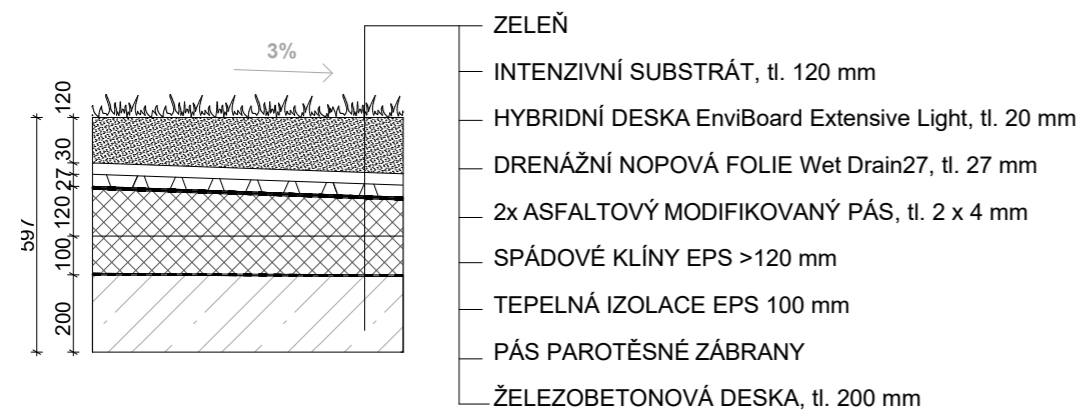 3%
ZELEŇ
INTENZIVNÍ SUBSTRÁT, tl. 120 mm
HYBRIDNÍ DESKA EnviBoard Extensive Light, tl. 20 mm
DRENÁŽNÍ NOPOVÁ FOLIE Wet Drain27, tl. 27 mm
2x ASFALTOVÝ MODIFIKOVANÝ PÁS, tl. 2 x 4 mm
SPÁDOVÉ KLÍNY EPS >120 mm
TEPELNÁ IZOLACE EPS 100 mm
PÁS PAROTĚSNÉ ZÁBRANY
ŽELEZOBETONOVÁ DESKA, tl. 200 mm
597
120
30
27
120
100
200